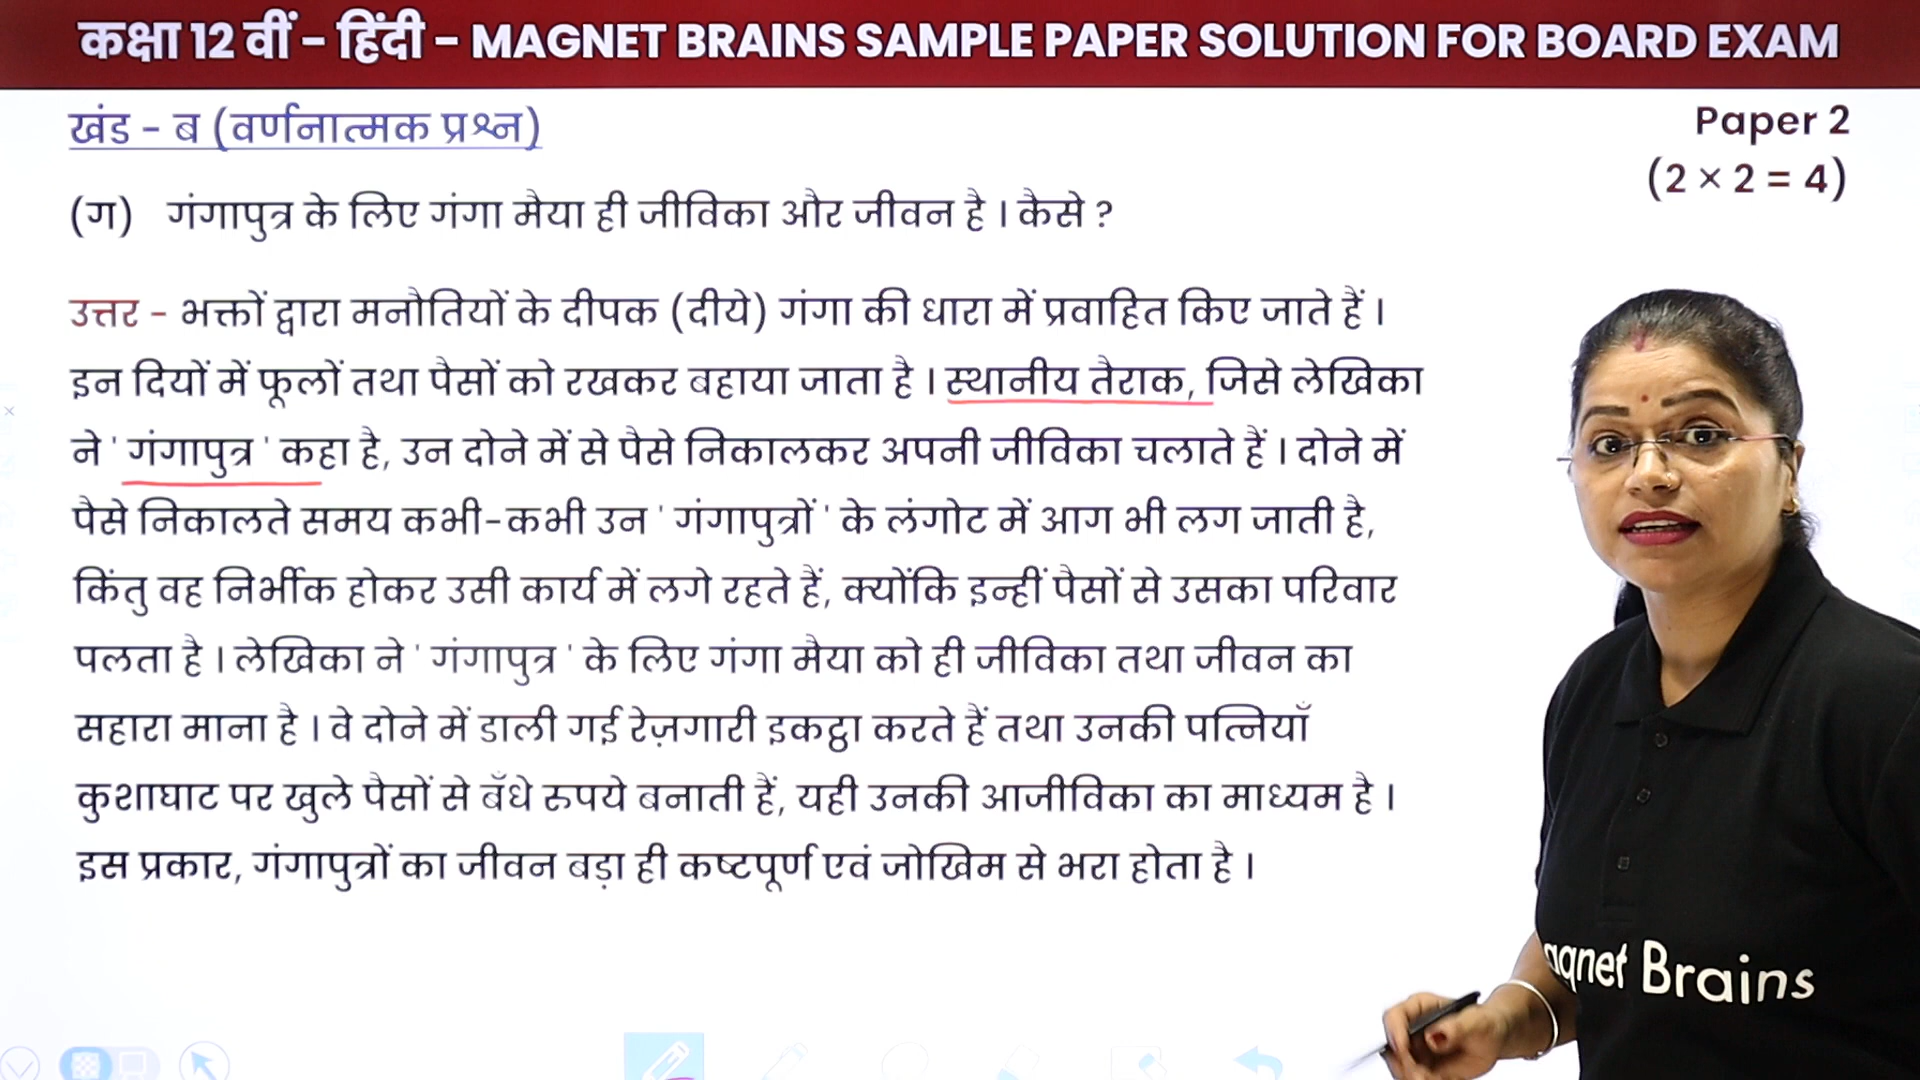 कक्षा 12 वीं - हिंदी - MAGNET BRAINS SAMPLE PAPER SOLUTION FOR BOARD EXAM
खंड - ब (वर्णनात्मक प्रश्न)
Paper 2
(2 × 2 = 4)
(ग) गंगापुत्र के लिए गंगा मैया ही जीविका और जीवन है । कैसे ?
उत्तर - भक्तों द्वारा मनौतियों के दीपक (दीये) गंगा की धारा में प्रवाहित किए जाते हैं ।
इन दियों में फूलों तथा पैसों को रखकर बहाया जाता है । स्थानीय तैराक, जिसे लेखिका
ने ' गंगापुत्र ' कहा है, उन दोने में से पैसे निकालकर अपनी जीविका चलाते हैं । दोने में
पैसे निकालते समय कभी-कभी उन ' गंगापुत्रों ' के लंगोट में आग भी लग जाती है,
किंतु वह निर्भीक होकर उसी कार्य में लगे रहते हैं, क्योंकि इन्हीं पैसों से उसका परिवार
पलता है । लेखिका ने ' गंगापुत्र ' के लिए गंगा मैया को ही जीविका तथा जीवन का
सहारा माना है । वे दोने में डाली गई रेज़गारी इकट्ठा करते हैं तथा उनकी पत्नियाँ
कुशाघाट पर खुले पैसों से बँधे रुपये बनाती हैं, यही उनकी आजीविका का माध्यम है ।
इस प्रकार, गंगापुत्रों का जीवन बड़ा ही कष्टपूर्ण एवं जोखिम से भरा होता है ।
agnet Brains